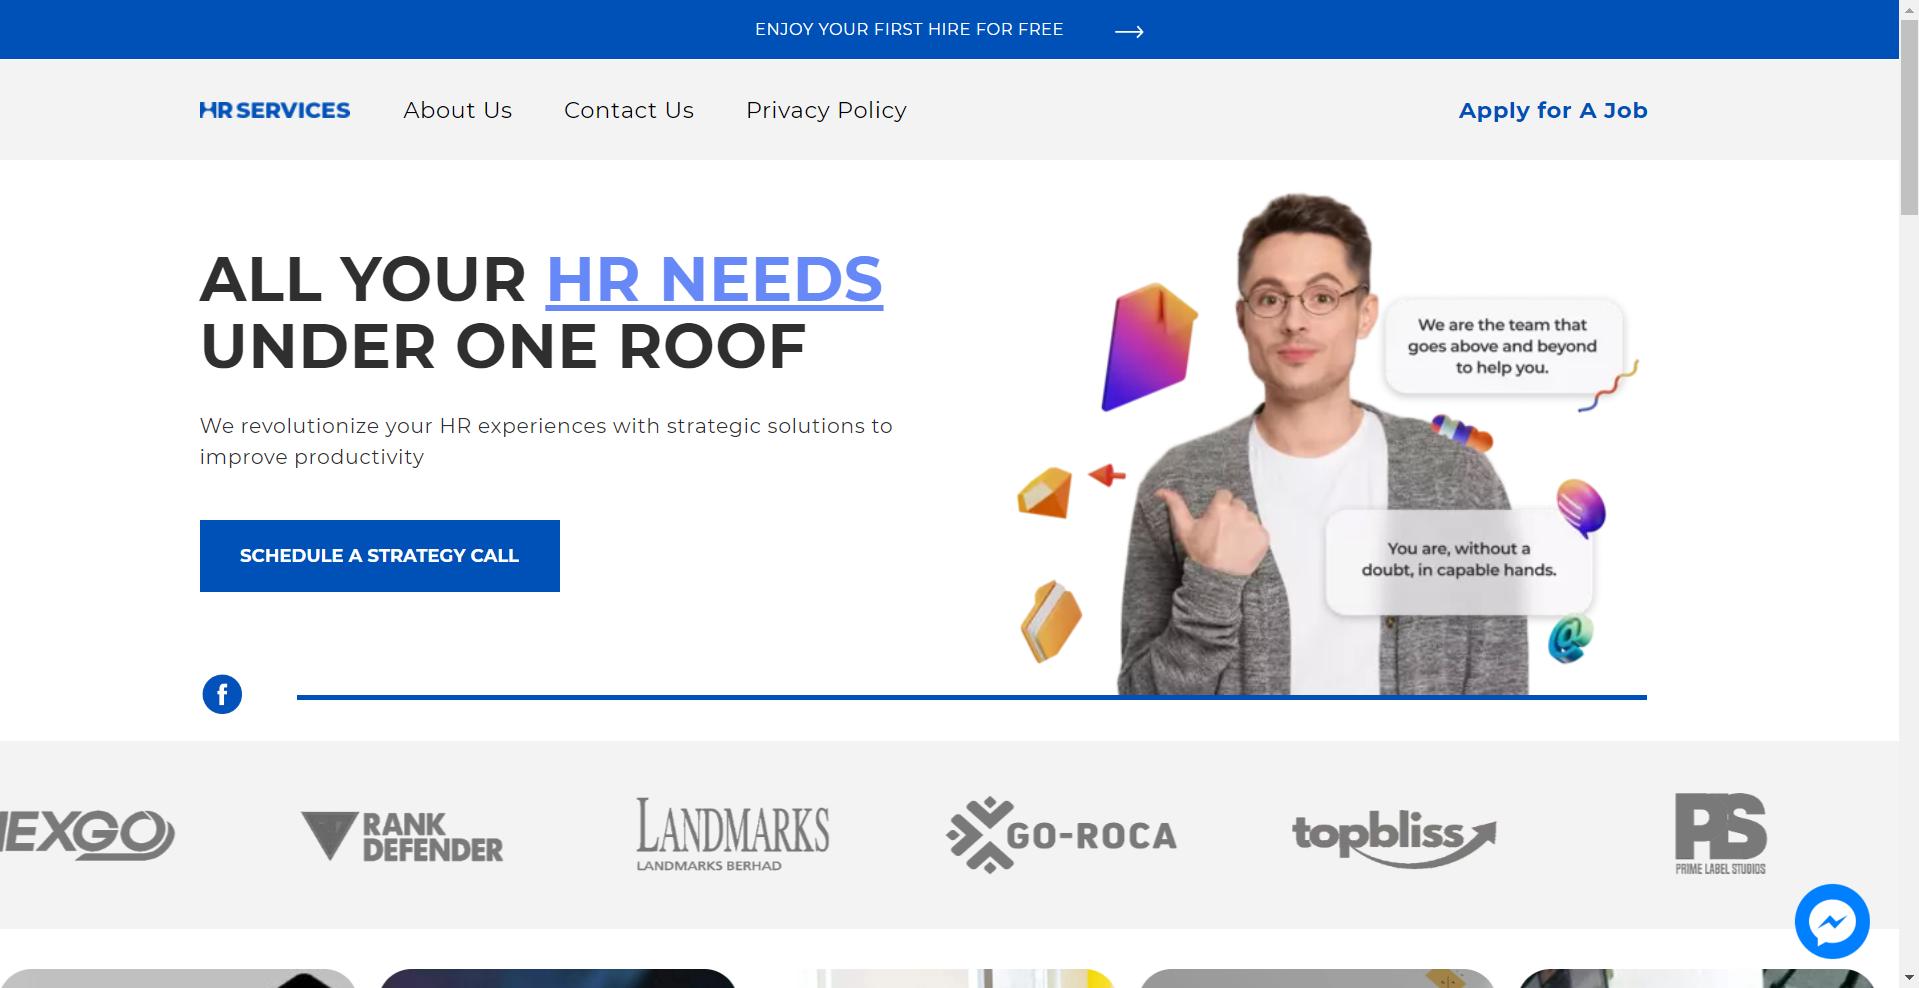 ENJOY YOUR FIRST HIRE FOR FREE
HR SERVICES
About Us
Contact Us
Privacy Policy
Apply for A Job
ALL YOUR HR NEEDS
UNDER ONE ROOF
We revolutionize your HR experiences with strategic solutions to
improve productivity
SCHEDULE A STRATEGY CALL
We are the team that
goes above and beyond
to help you.
You are, without a
doubt, in capable hands.
EXGO
RANK
DEFENDER
LANDMARKS
LANDMARKS BERHAD
GO-ROCA
topbliss
PLS
PRIME LABEL STUDIOS